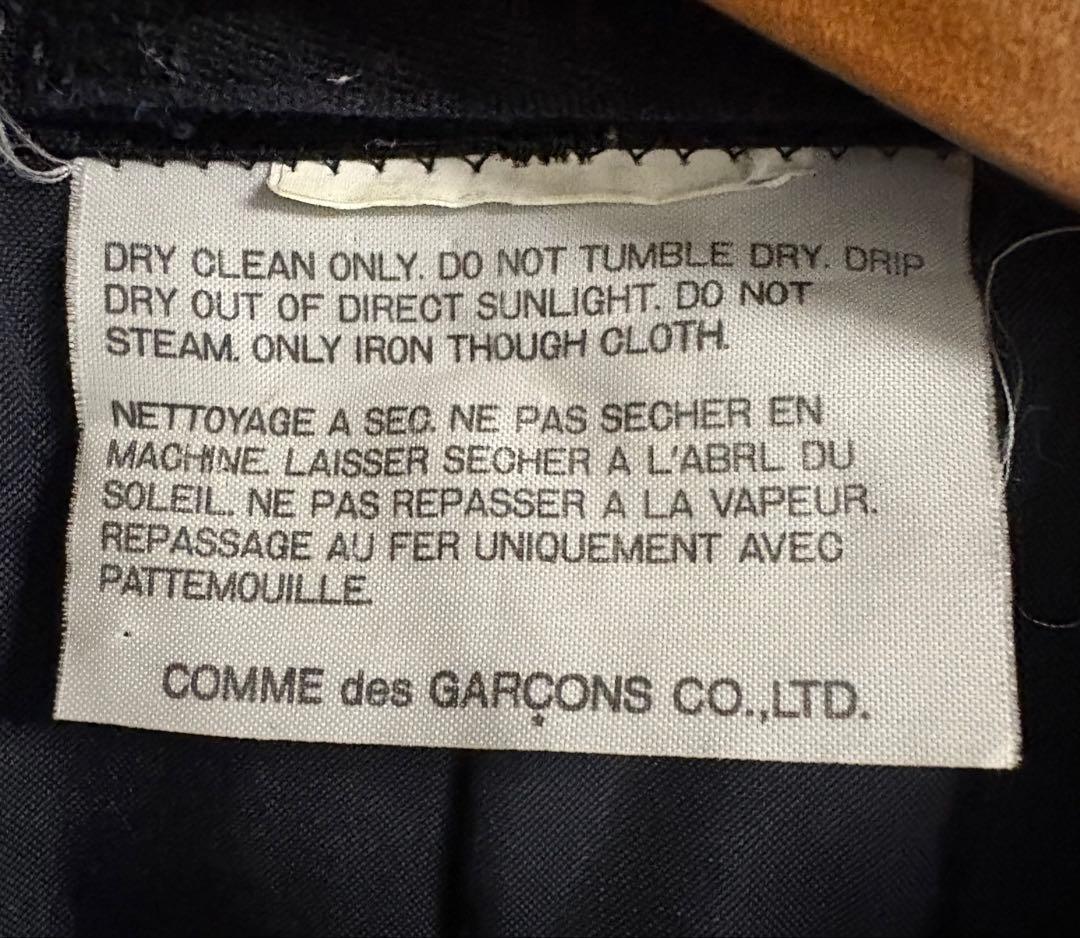 DRY CLEAN ONLY. DO NOT TUMBLE DRY. DRIP
DRY OUT OF DIRECT SUNLIGHT. DO NOT
STEAM. ONLY IRON THOUGH CLOTH.
NETTOYAGE A SEC. NE PAS SECHER EN
MACHINE. LAISSER SECHER A L'ABRL DU
SOLEIL. NE PAS REPASSER A LA VAPEUR.
REPASSAGE AU FER UNIQUEMENT AVEC
PATTEMOUILLE.
COMME des GARÇONS CO.,LTD.